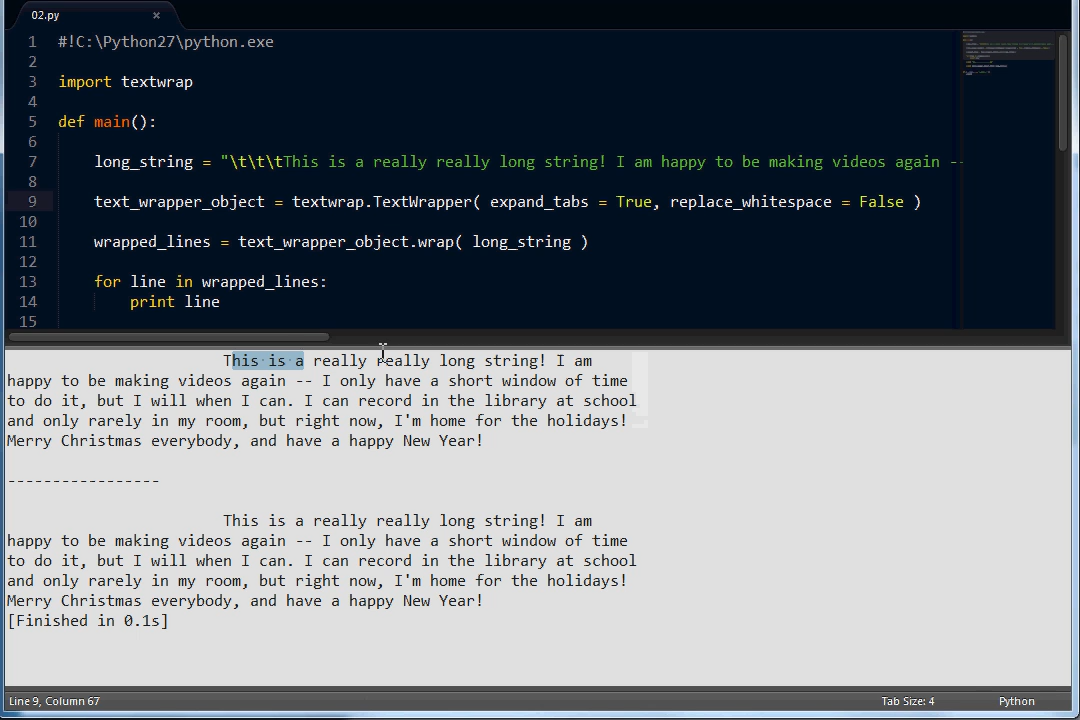 02.py ×
1 #!C:\Python27\python.exe
2
3 import textwrap
4
5 def main():
6
7 long_string = "\t\t\tThis is a really really long string! I am happy to be making videos again --
8
9 text_wrapper_object = textwrap.TextWrapper( expand_tabs = True, replace_whitespace = False )
10
11 wrapped_lines = text_wrapper_object.wrap( long_string )
12
13 for line in wrapped_lines:
14 print line
15
This is a really really long string! I am
happy to be making videos again -- I only have a short window of time
to do it, but I will when I can. I can record in the library at school
and only rarely in my room, but right now, I'm home for the holidays!
Merry Christmas everybody, and have a happy New Year!
-----------------
This is a really really long string! I am
happy to be making videos again -- I only have a short window of time
to do it, but I will when I can. I can record in the library at school
and only rarely in my room, but right now, I'm home for the holidays!
Merry Christmas everybody, and have a happy New Year!
[Finished in 0.1s]
Line 9, Column 67 Tab Size: 4 Python